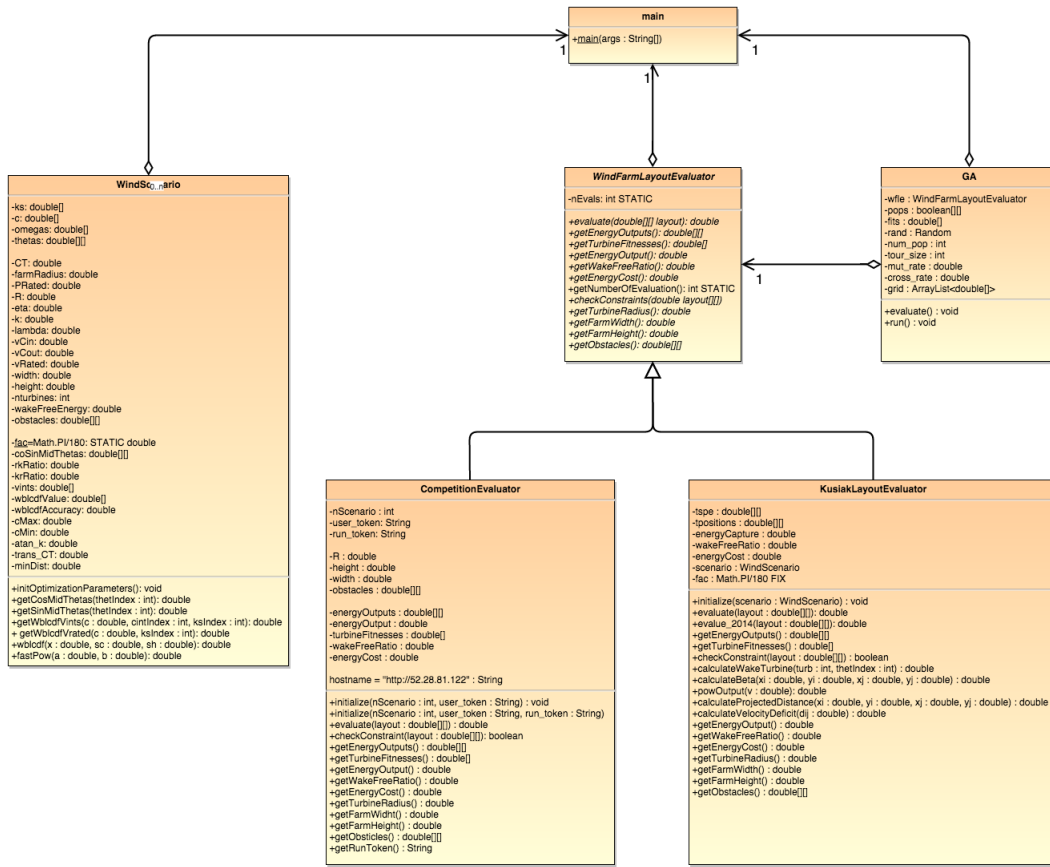 main
+main(args : String[])
1
1
1
WindScenario
0..n
-ks: double[]
-c: double[]
-omegas: double[]
-thetas: double[][]
-CT: double
-farmRadius: double
-PRated: double
-R: double
-eta: double
-k: double
-lambda: double
-vCin: double
-vCout: double
-vRated: double
-width: double
-height: double
-nturbines: int
-wakeFreeEnergy: double
-obstacles: double[][]
-fac=Math.PI/180: STATIC double
-coSinMidThetas: double[][]
-rkRatio: double
-krRatio: double
-vints: double[]
-wblcdfValue: double[]
-wblcdfAccuracy: double
-cMax: double
-cMin: double
-atan_k: double
-trans_CT: double
-minDist: double
+initOptimizationParameters(): void
+getCosMidThetas(thetIndex : int): double
+getSinMidThetas(thetIndex : int): double
+getWblcdfVints(c : double, cintIndex : int, ksIndex : int): double
+ getWblcdfVrated(c : double, ksIndex : int): double
+wblcdf(x : double, sc : double, sh : double): double
+fastPow(a : double, b : double): double
WindFarmLayoutEvaluator
-nEvals: int STATIC
+evaluate(double[][] layout): double
+getEnergyOutputs(): double[][]
+getTurbineFitnesses(): double[]
+getEnergyOutput(): double
+getWakeFreeRatio(): double
+getEnergyCost(): double
+getNumberOfEvaluation(): int STATIC
+checkConstraints(double layout[][])
+getTurbineRadius(): double
+getFarmWidth(): double
+getFarmHeight(): double
+getObstacles(): double[][]
1
GA
-wfle : WindFarmLayoutEvaluator
-pops : boolean[][]
-fits : double[]
-rand : Random
-num_pop : int
-tour_size : int
-mut_rate : double
-cross_rate : double
-grid : ArrayList<double[]>
+evaluate() : void
+run() : void
CompetitionEvaluator
-nScenario : int
-user_token: String
-run_token: String
-R : double
-height : double
-width : double
-obstacles : double[][]
-energyOutputs : double[][]
-energyOutput : double
-turbineFitnesses : double[]
-wakeFreeRatio : double
-energyCost : double
hostname = "http://52.28.81.122" : String
+initialize(nScenario : int, user_token : String) : void
+initialize(nScenario : int, user_token : String, run_token : String)
+evaluate(layout : double[][]) : double
+checkConstraint(layout : double[][]): boolean
+getEnergyOutputs() : double[][]
+getTurbineFitnesses() : double[]
+getEnergyOutput() : double
+getWakeFreeRatio() : double
+getEnergyCost() : double
+getTurbineRadius() : double
+getFarmWidht() : double
+getFarmHeight() : double
+getObsticles() : double[][]
+getRunToken() : String
KusiakLayoutEvaluator
-tspe : double[][]
-tpositions : double[][]
-energyCapture : double
-wakeFreeRatio : double
-energyCost : double
-scenario : WindScenario
-fac : Math.PI/180 FIX
+initialize(scenario : WindScenario) : void
+evaluate(layout : double[][]): double
+evalue_2014(layout : double[][]): double
+getEnergyOutputs() : double[][]
+getTurbineFitnesses() : double[]
+checkConstraint(layout : double[][]) : boolean
+calculateWakeTurbine(turb : int, thetIndex : int) : double
+calculateBeta(xi : double, yi : double, xj : double, yj : double) : double
+powOutput(v : double): double
+calculateProjectedDistance(xi : double, yi : double, xj : double, yj : double) : double
+calculateVelocityDeficit(dij : double) : double
+getEnergyOutput() : double
+getWakeFreeRatio() : double
+getEnergyCost() : double
+getTurbineRadius() : double
+getFarmWidth() : double
+getFarmHeight() : double
+getObstacles() : double[][]